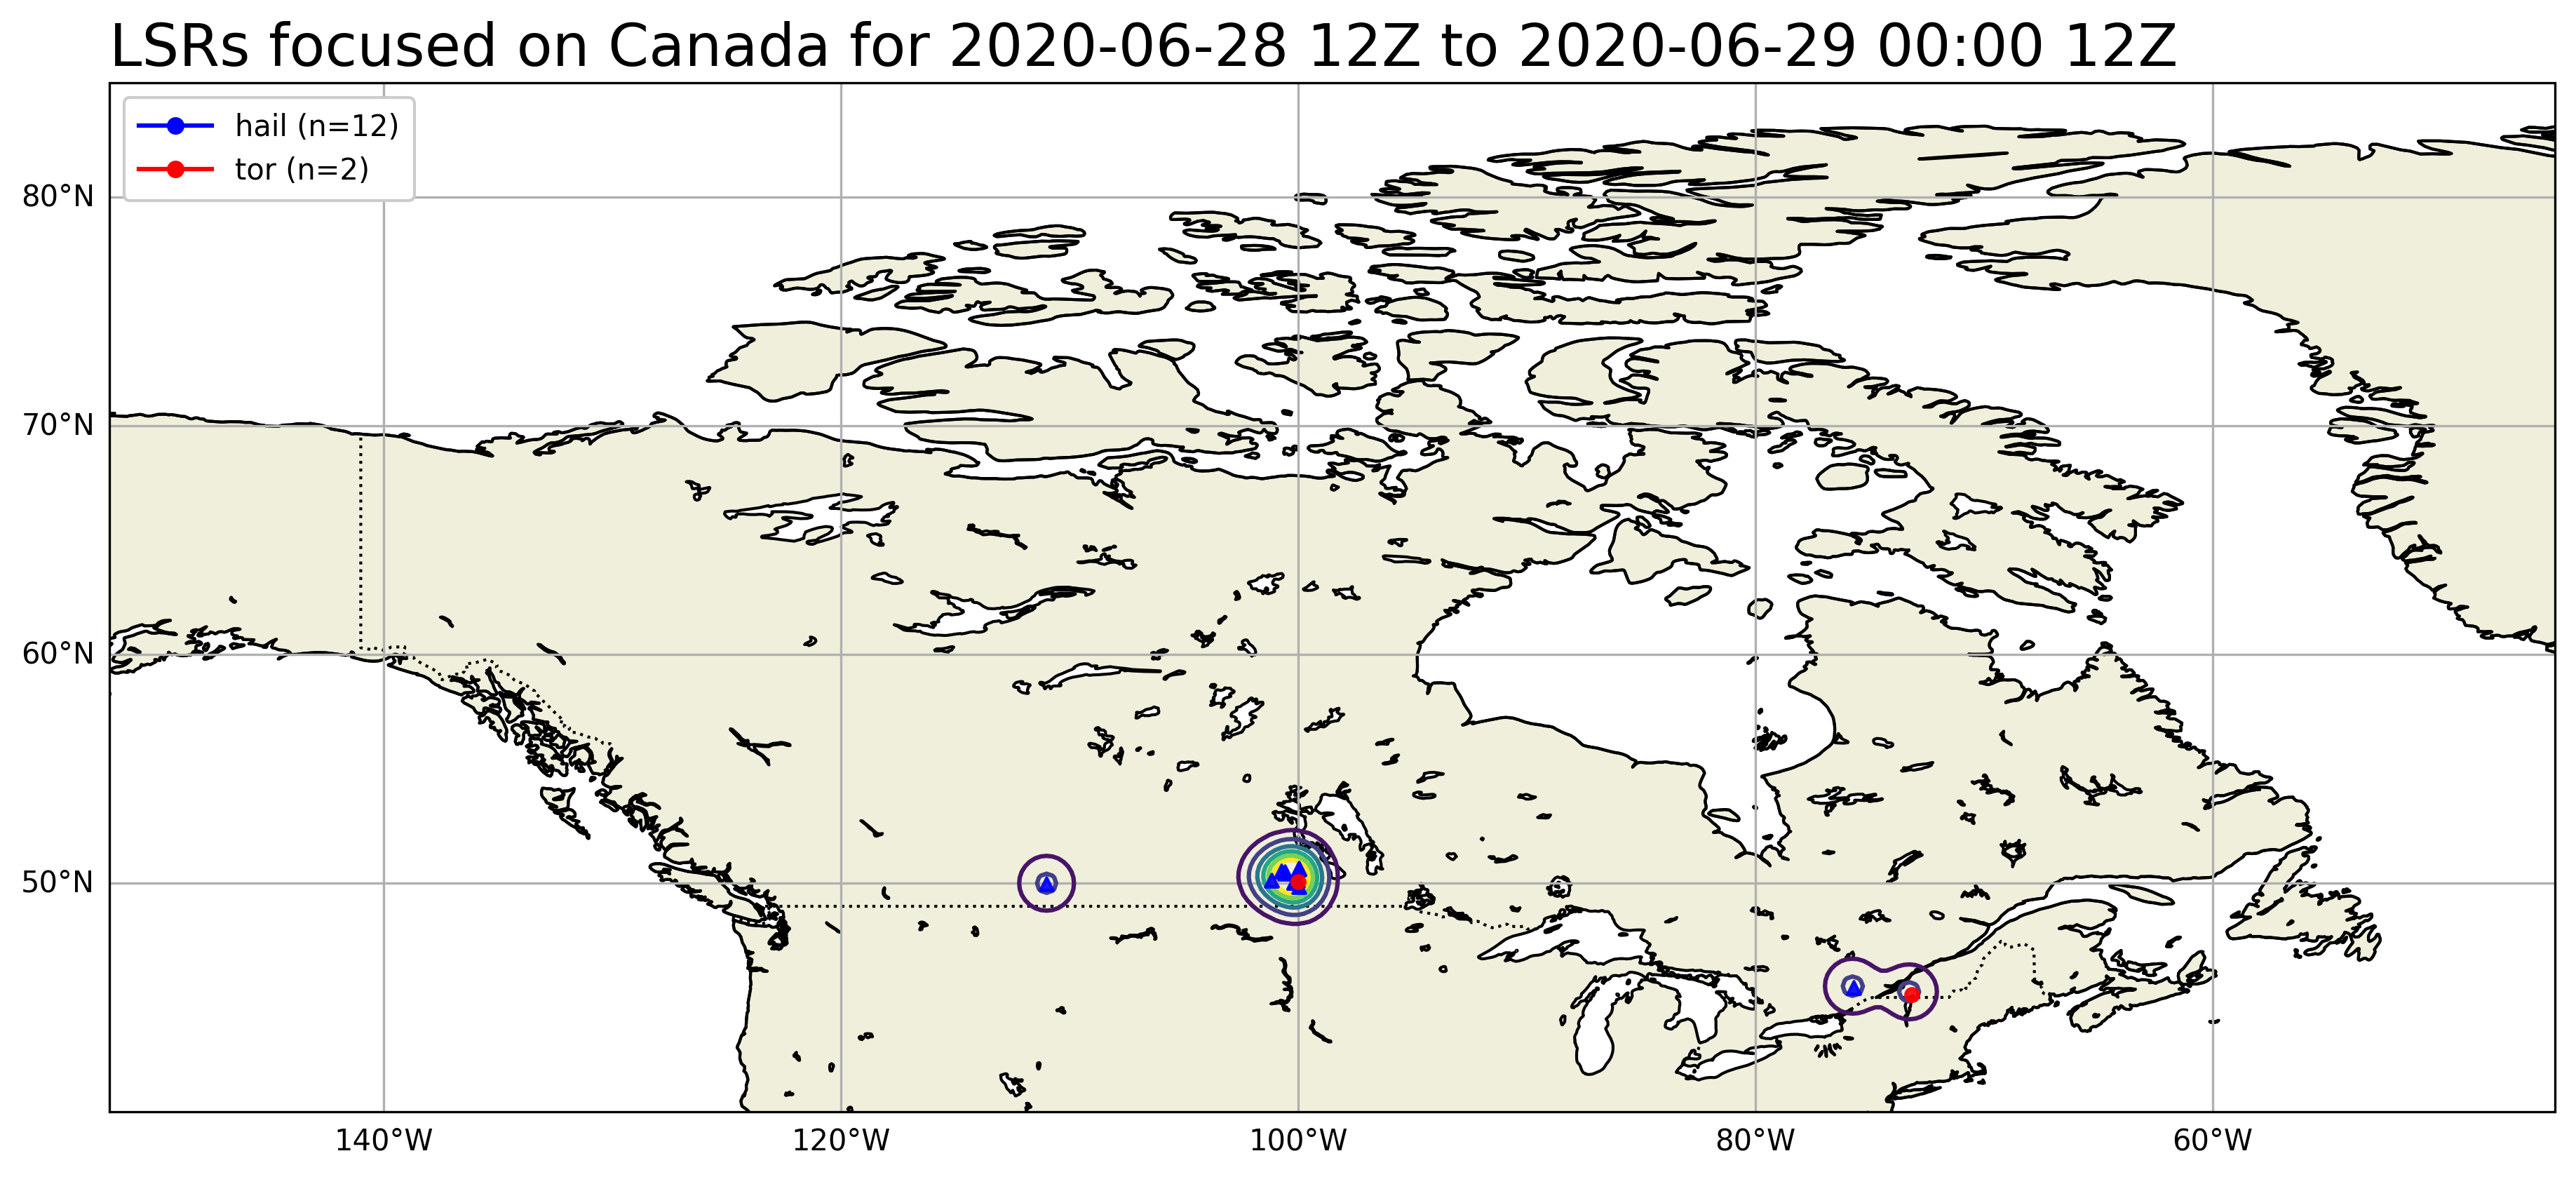 LSRs focused on Canada for 2020-06-28 12Z to 2020-06-29 00:00 12Z
hail (n=12)
tor (n=2)
80°N
70°N
60°N
50°N
140°W
120°W
100°W
80°W
60°W